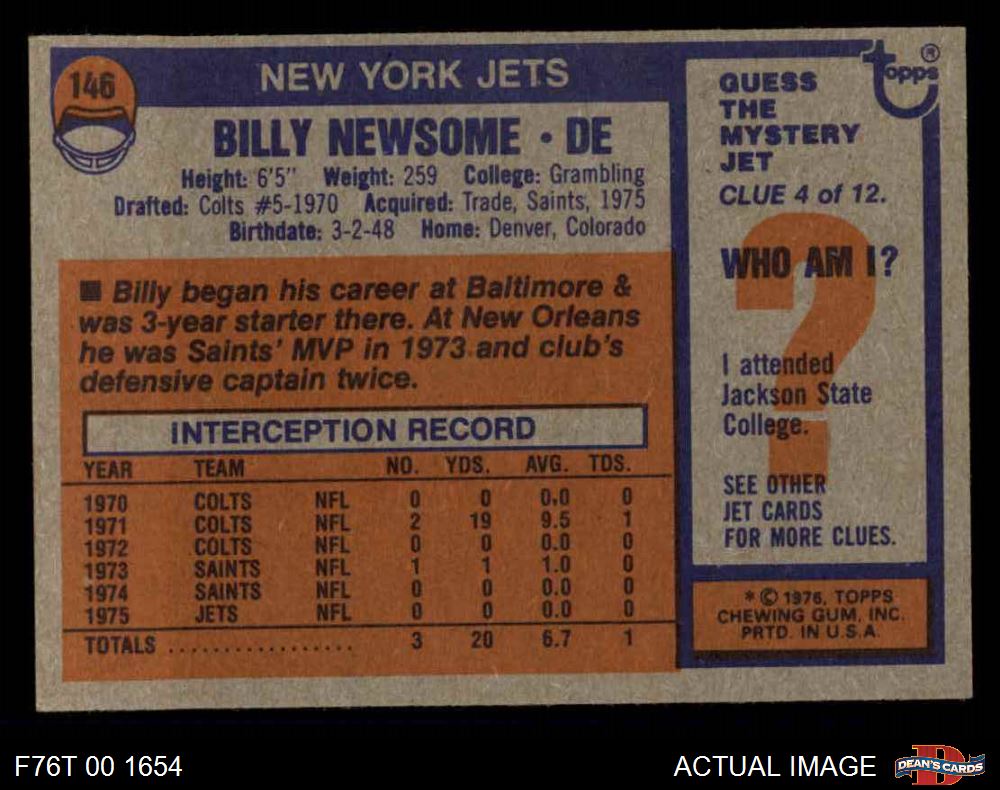 146
NEW YORK JETS
BILLY NEWSOME • DE
Height: 6'5" Weight: 259 College: Grambling
Drafted: Colts #5-1970 Acquired: Trade, Saints, 1975
Birthdate: 3-2-48 Home: Denver, Colorado
■ Billy began his career at Baltimore &
was 3-year starter there. At New Orleans
he was Saints' MVP in 1973 and club's
defensive captain twice.
INTERCEPTION RECORD
YEAR TEAM NO. YDS. AVG. TDS.
1970 COLTS NFL 0 0 0.0 0
1971 COLTS NFL 2 19 9.5 1
1972 COLTS NFL 0 0 0.0 0
1973 SAINTS NFL 1 1 1.0 0
1974 SAINTS NFL 0 0 0.0 0
1975 JETS NFL 0 0 0.0 0
TOTALS ................. 3 20 6.7 1
topps ®
GUESS
THE
MYSTERY
JET
CLUE 4 of 12.
WHO AM I?
?
I attended
Jackson State
College.
SEE OTHER
JET CARDS
FOR MORE CLUES.
* © 1976, TOPPS
CHEWING GUM, INC.
PRTD. IN U.S.A.
F76T 00 1654
ACTUAL IMAGE
D
DEAN'S CARDS